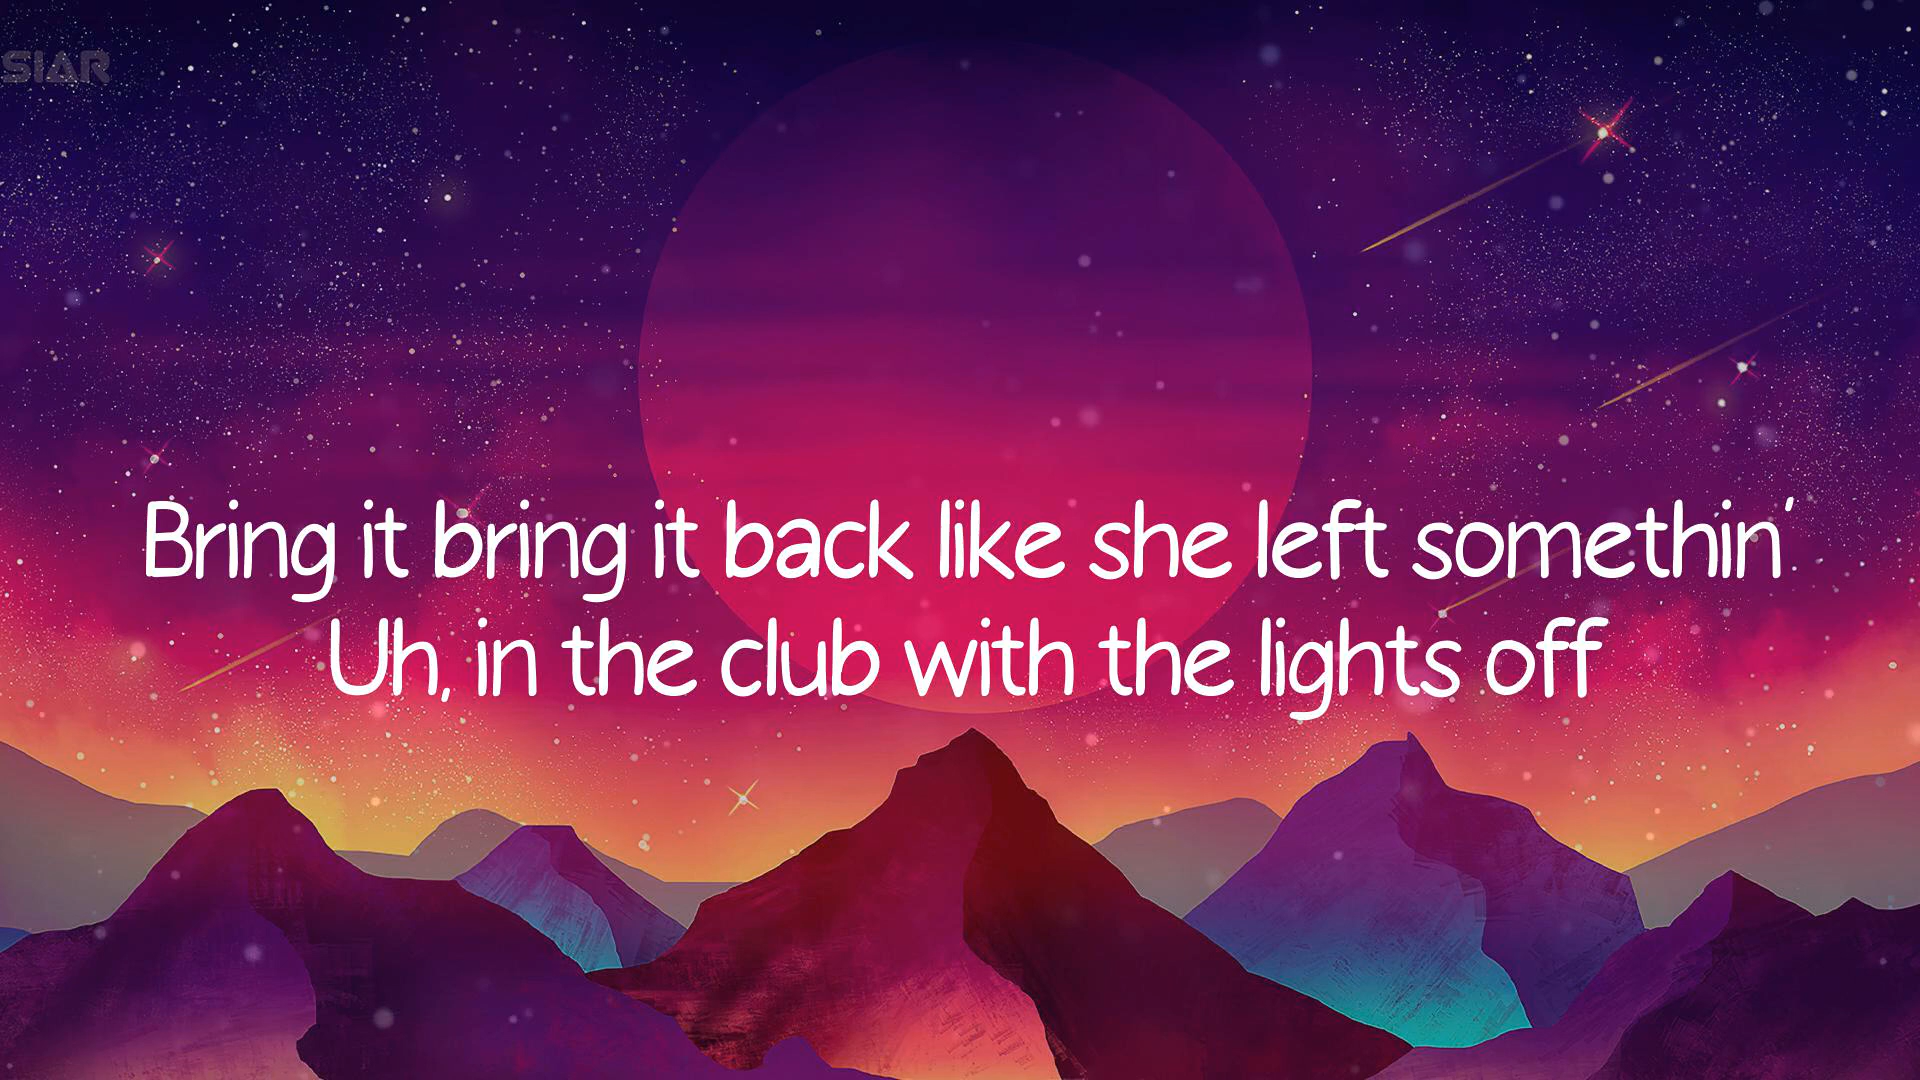 SIAR
Bring it bring it back like she left somethin'
Uh, in the club with the lights off